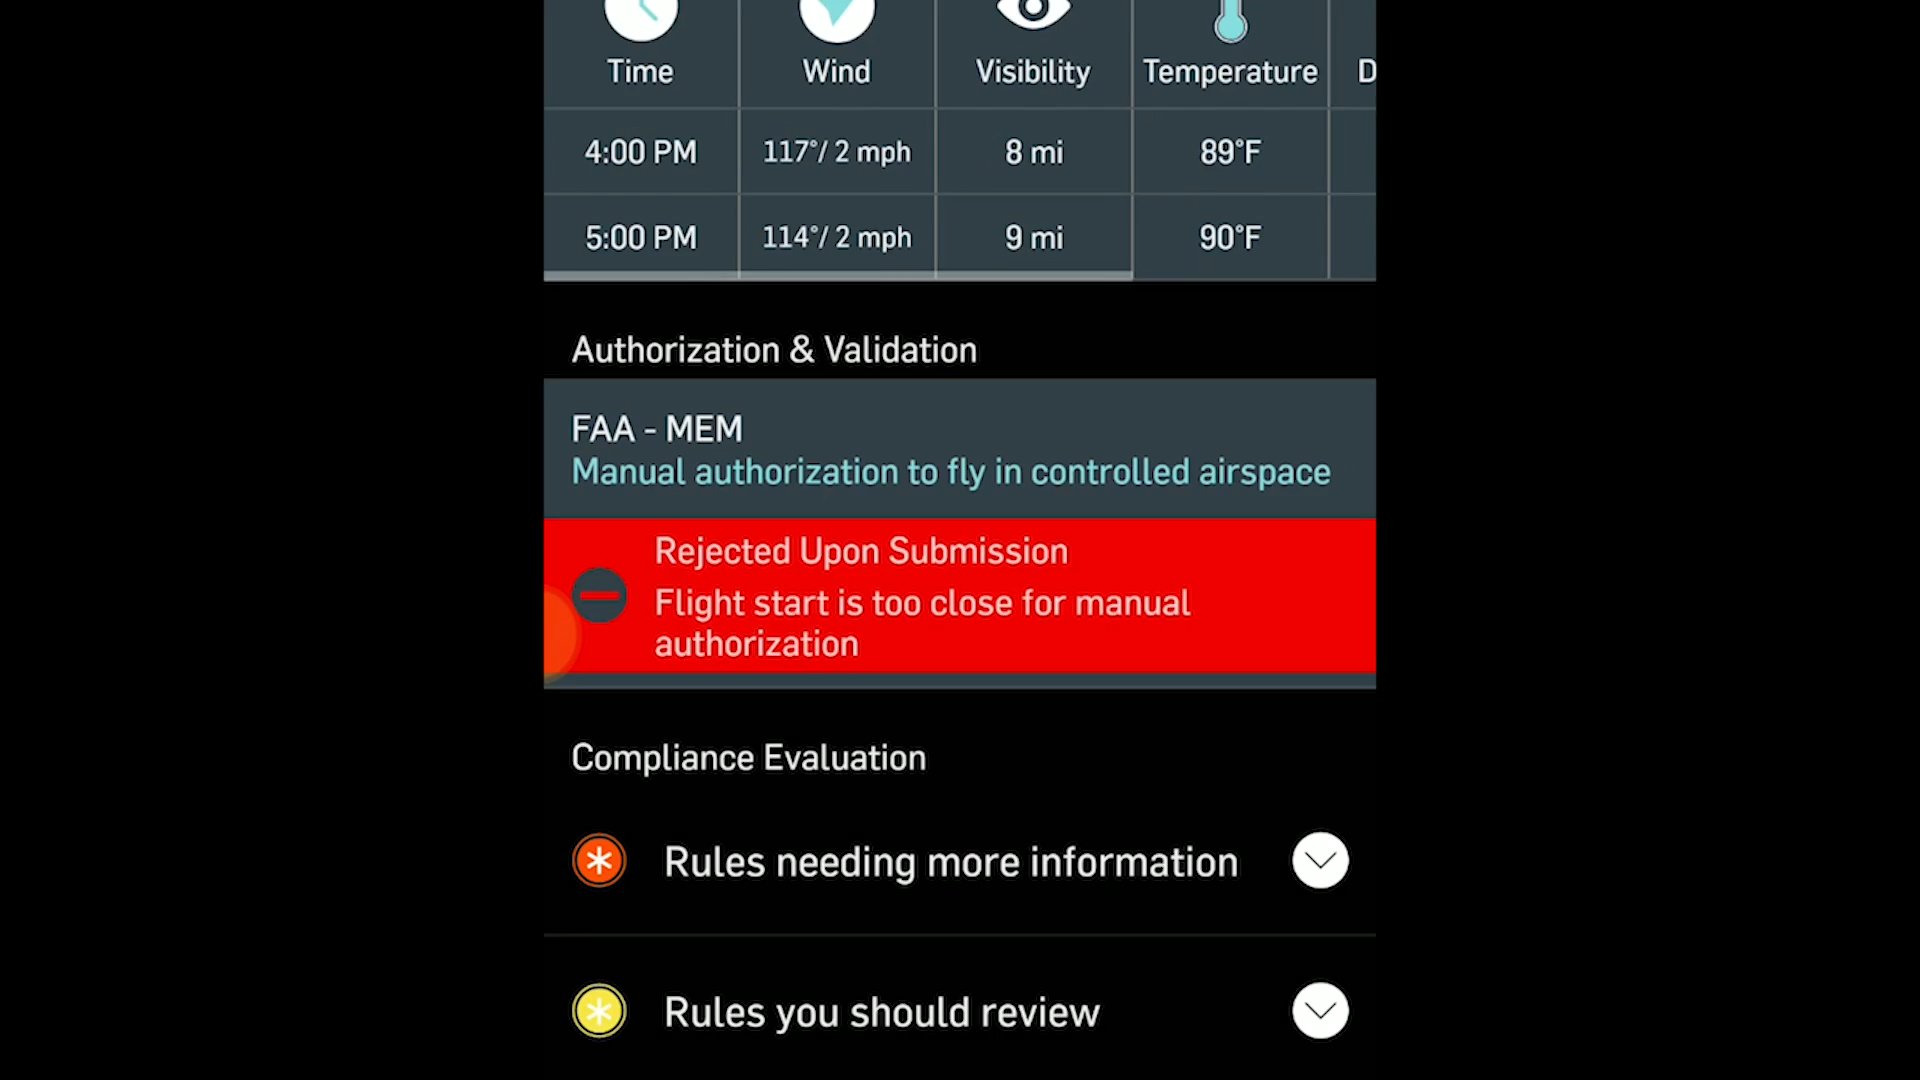 Time Wind Visibility Temperature D
4:00 PM 117°/ 2 mph 8 mi 89°F
5:00 PM 114°/ 2 mph 9 mi 90°F
Authorization & Validation
FAA - MEM
Manual authorization to fly in controlled airspace
Rejected Upon Submission
Flight start is too close for manual
authorization
Compliance Evaluation
Rules needing more information
Rules you should review